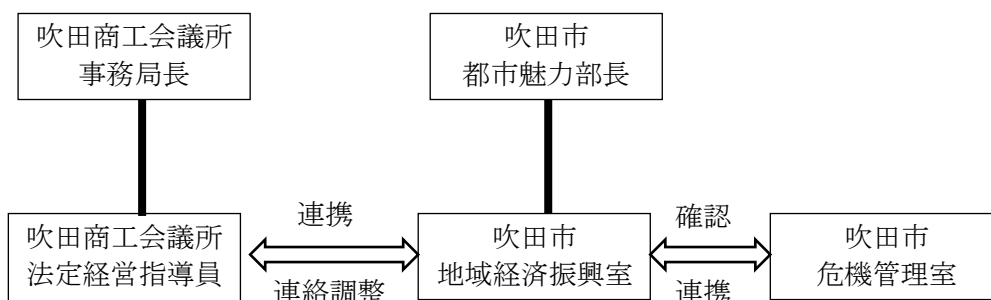 吹田商工会議所
事務局長
吹田市
都市魅力部長
吹田商工会議所
法定経営指導員
連携
連絡調整
吹田市
地域経済振興室
確認
連携
吹田市
危機管理室